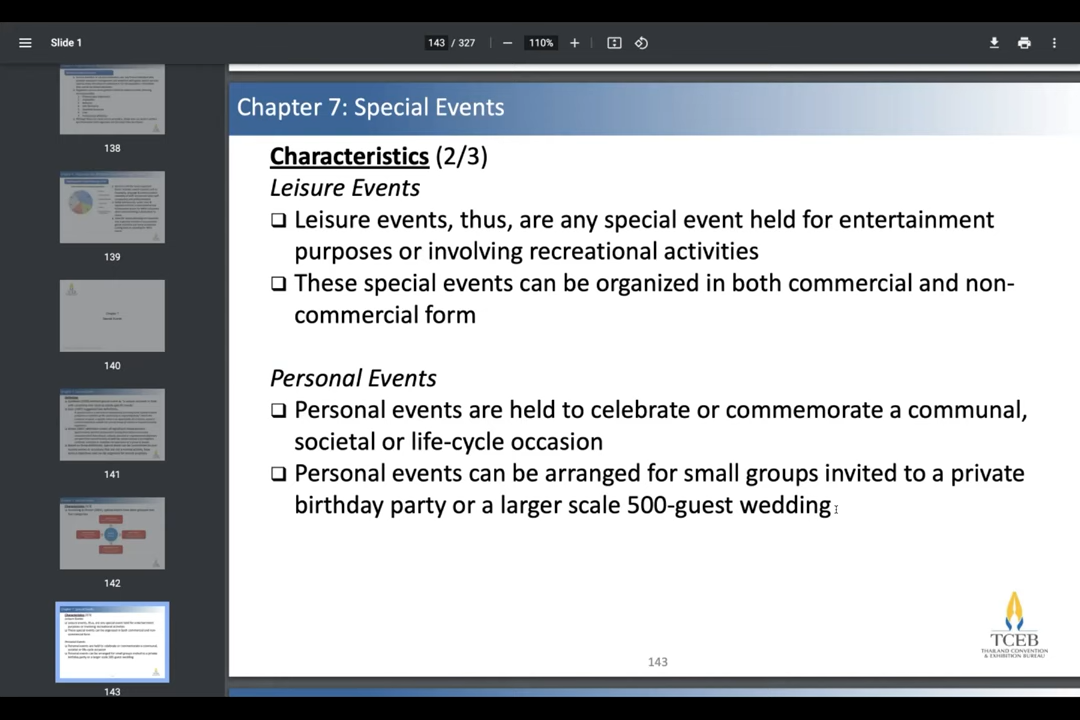 Slide 1
143 / 327
110%
138
139
140
141
142
143
Chapter 7: Special Events
Characteristics (2/3)
Leisure Events
❑ Leisure events, thus, are any special event held for entertainment
purposes or involving recreational activities
❑ These special events can be organized in both commercial and non-
commercial form
Personal Events
❑ Personal events are held to celebrate or commemorate a communal,
societal or life-cycle occasion
❑ Personal events can be arranged for small groups invited to a private
birthday party or a larger scale 500-guest wedding
143
TCEB
THAILAND CONVENTION
& EXHIBITION BUREAU